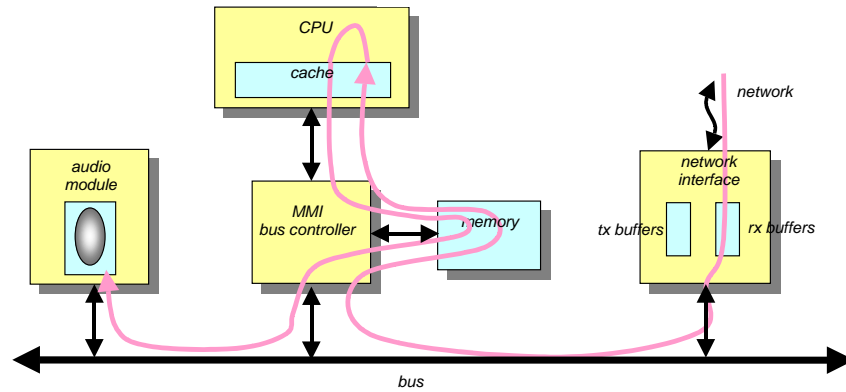 CPU
cache
network
audio
module
network
interface
MMI
bus controller
memory
tx buffers
rx buffers
bus